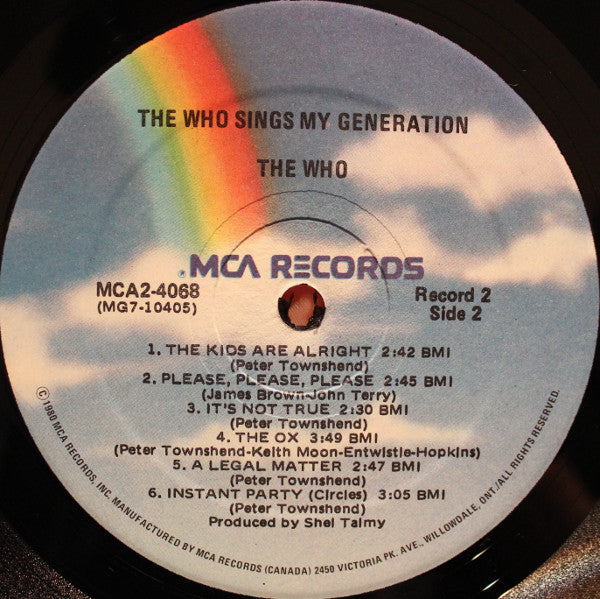 THE WHO SINGS MY GENERATION
THE WHO
®MCA RECORDS
MCA2-4068
(MG7-10405)
Record 2
Side 2
1. THE KIDS ARE ALRIGHT 2:42 BMI
(Peter Townshend)
2. PLEASE, PLEASE, PLEASE 2:45 BMI
(James Brown-John Terry)
3. IT'S NOT TRUE 2:30 BMI
(Peter Townshend)
4. THE OX 3:49 BMI
(Peter Townshend-Keith Moon-Entwistle-Hopkins)
5. A LEGAL MATTER 2:47 BMI
(Peter Townshend)
6. INSTANT PARTY (Circles) 3:05 BMI
(Peter Townshend)
Produced by Shel Talmy
© 1980 MCA RECORDS, INC. MANUFACTURED BY MCA RECORDS (CANADA) 2450 VICTORIA PK. AVE., WILLOWDALE, ONT./ALL RIGHTS RESERVED.